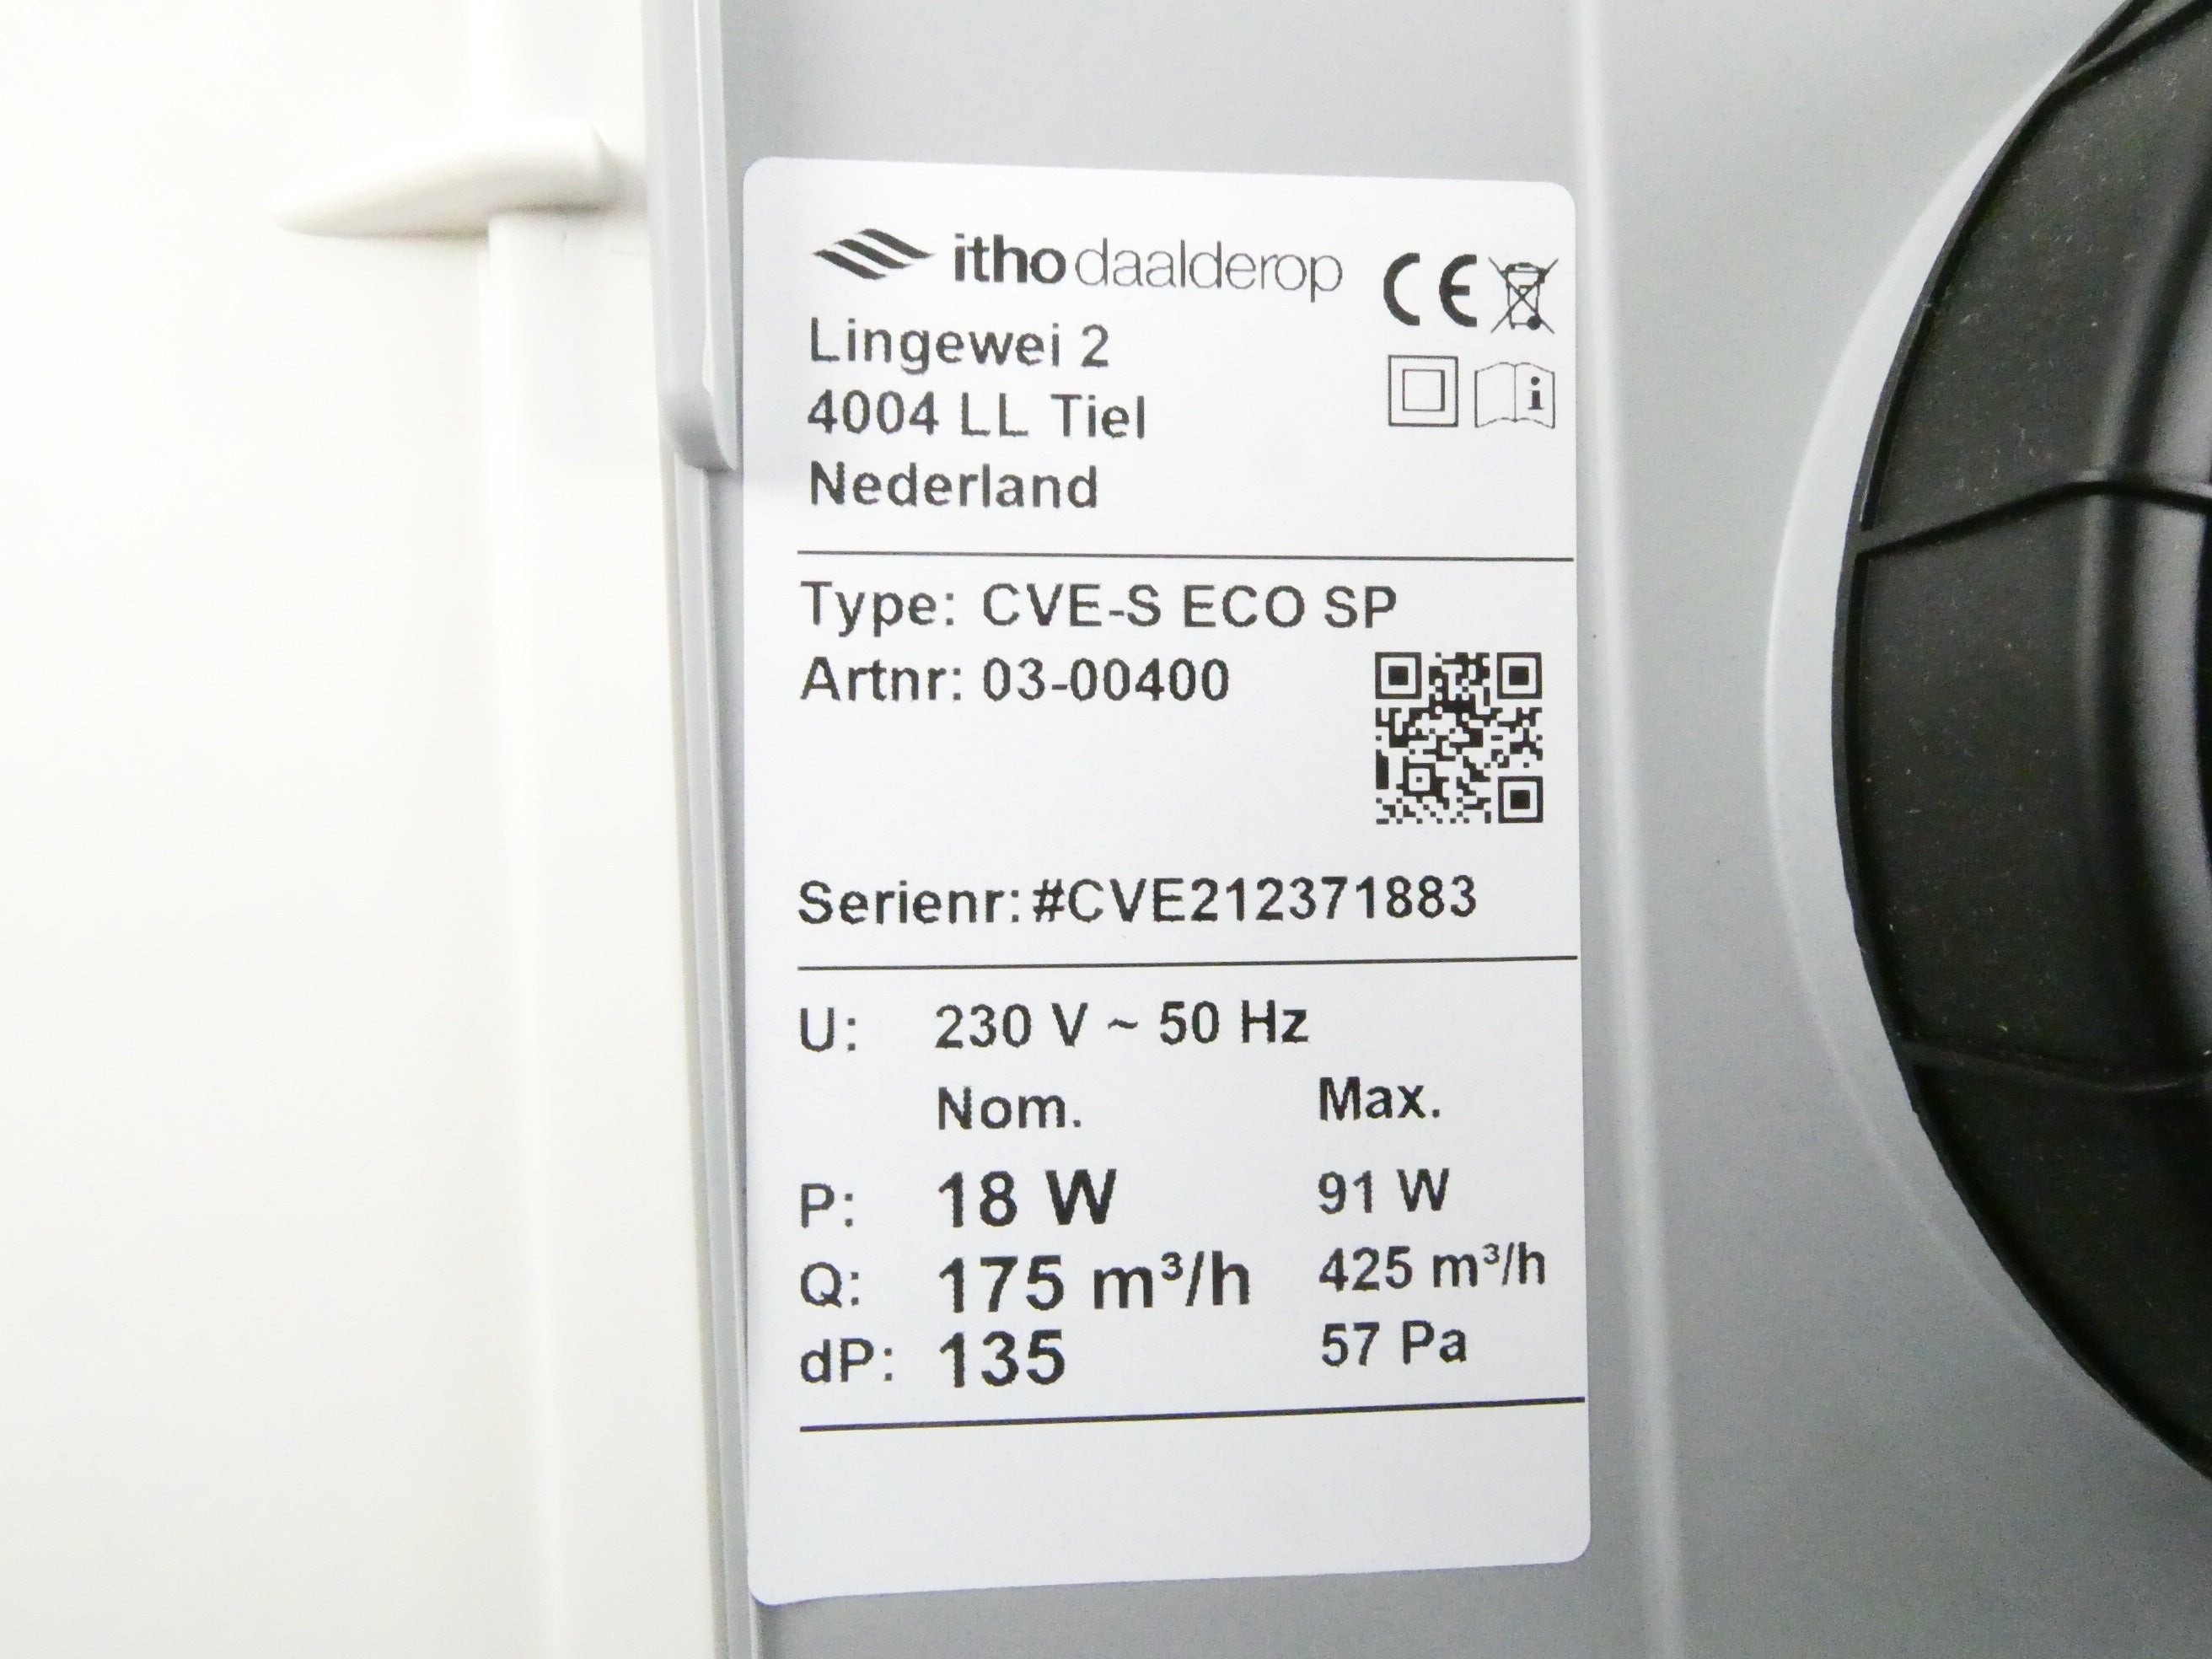 itho daalderop CE
Lingewei 2
4004 LL Tiel
i
Nederland
Type: CVE-S ECO SP
Artnr: 03-00400
Serienr: #CVE212371883
U: 230 V ~ 50 Hz
Nom. Max.
P: 18 W 91 W
Q: 175 m³/h 425 m³/h
dP: 135 57 Pa